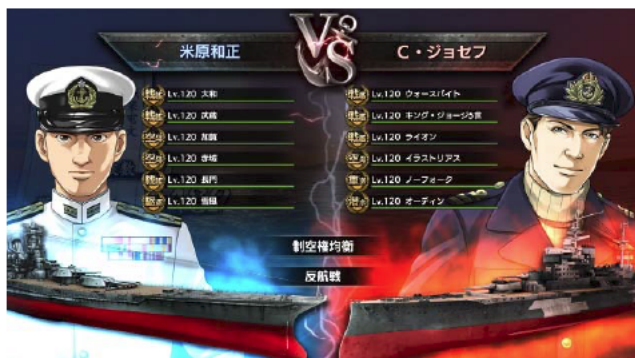 VS
米原和正
C・ジョセフ
Lv.120 大和
Lv.120 武蔵
Lv.120 加賀
Lv.120 赤城
Lv.120 長門
Lv.120 雪風
Lv.120 ウォースパイト
Lv.120 キング・ジョージ5世
Lv.120 ライオン
Lv.120 イラストリアス
Lv.120 ノーフォーク
Lv.120 オーディン
制空権均衡
反航戦